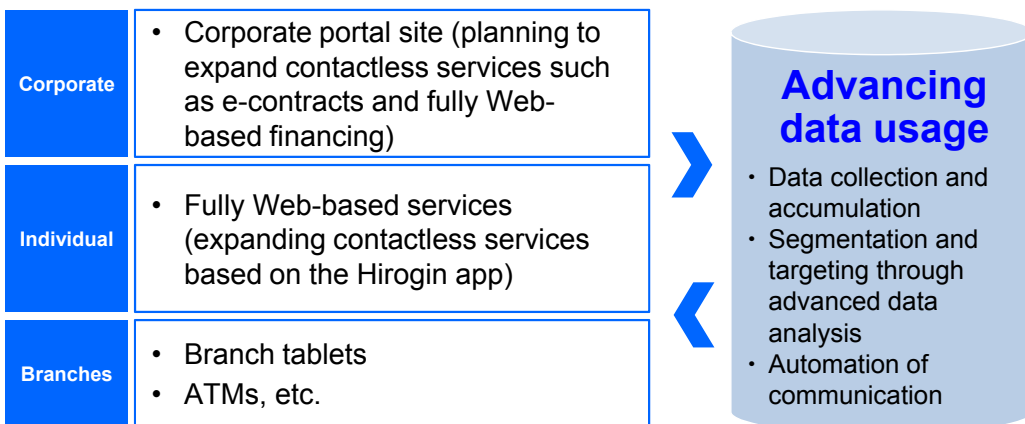 Corporate
• Corporate portal site (planning to
expand contactless services such
as e-contracts and fully Web-
based financing)
Individual
• Fully Web-based services
(expanding contactless services
based on the Hirogin app)
Branches
• Branch tablets
• ATMs, etc.
Advancing
data usage
・ Data collection and
accumulation
・ Segmentation and
targeting through
advanced data
analysis
・ Automation of
communication